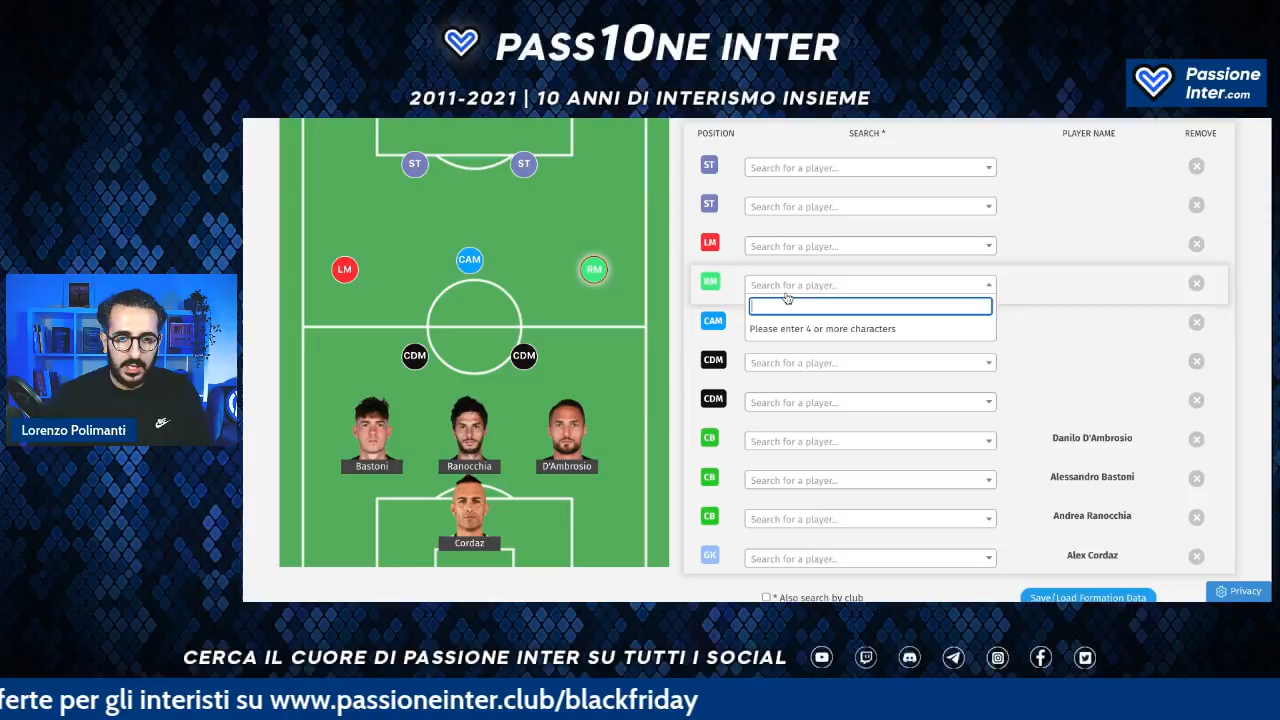 PASS10NE INTER
2011-2021 | 10 ANNI DI INTERISMO INSIEME
Passione
Inter.com
POSITION SEARCH * PLAYER NAME REMOVE
ST Search for a player...
ST Search for a player...
LM Search for a player...
RM Search for a player...
Please enter 4 or more characters
CAM
CDM Search for a player...
CDM Search for a player...
CB Search for a player... Danilo D'Ambrosio
CB Search for a player... Alessandro Bastoni
CB Search for a player... Andrea Ranocchia
GK Search for a player... Alex Cordaz
* Also search by club
Save/Load Formation Data
Privacy
ST ST
LM CAM RM
CDM CDM
Bastoni Ranocchia D'Ambrosio
Cordaz
Lorenzo Polimanti
CERCA IL CUORE DI PASSIONE INTER SU TUTTI I SOCIAL
ferte per gli interisti su www.passioneinter.club/blackfriday